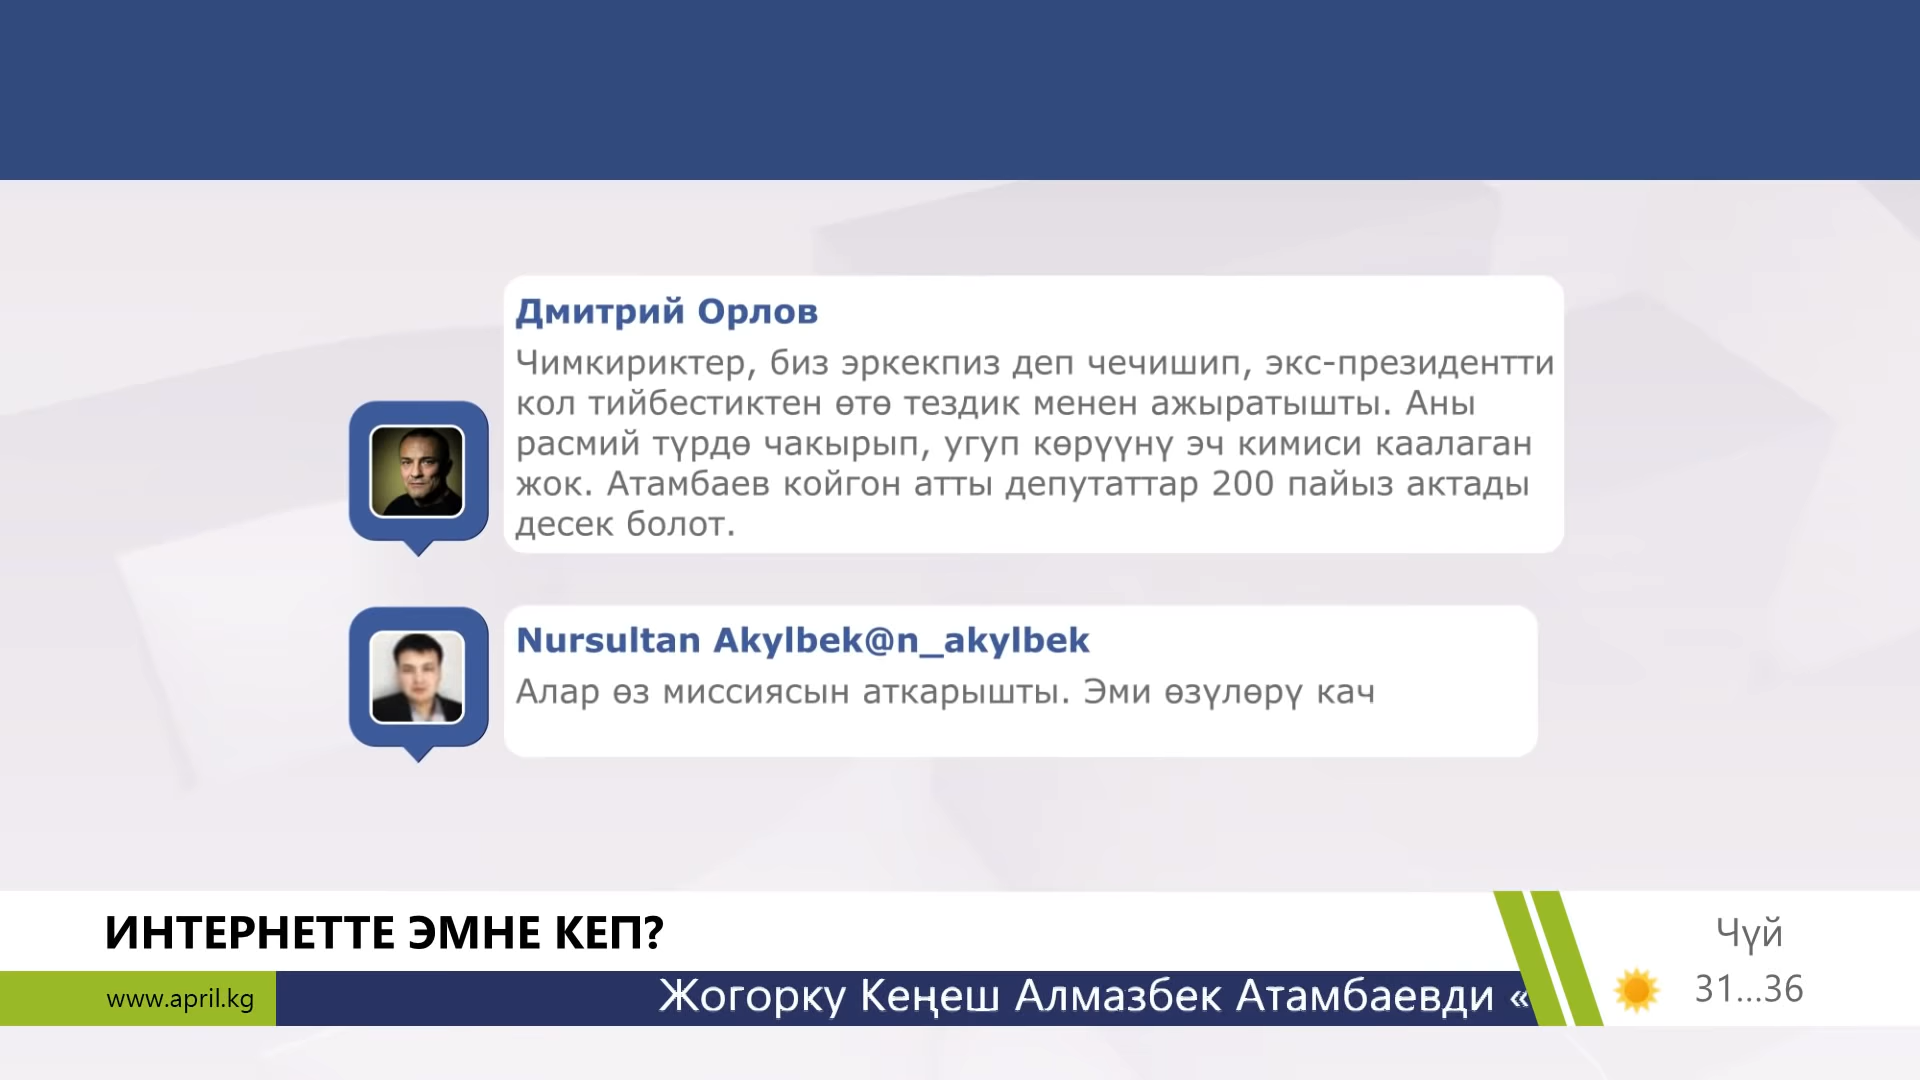 Дмитрий Орлов
Чимкириктер, биз эркекпиз деп чечишип, экс-президентти
кол тийбестиктен өтө тездик менен ажыратышты. Аны
расмий түрдө чакырып, угуп көрүүнү эч кимиси каалаган
жок. Атамбаев койгон атты депутаттар 200 пайыз актады
десек болот.
Nursultan Akylbek@n_akylbek
Алар өз миссиясын аткарышты. Эми өзүлөрү кач
ИНТЕРНЕТТЕ ЭМНЕ КЕП?
www.april.kg
Жогорку Кеңеш Алмазбек Атамбаевди «
Чүй
31...36